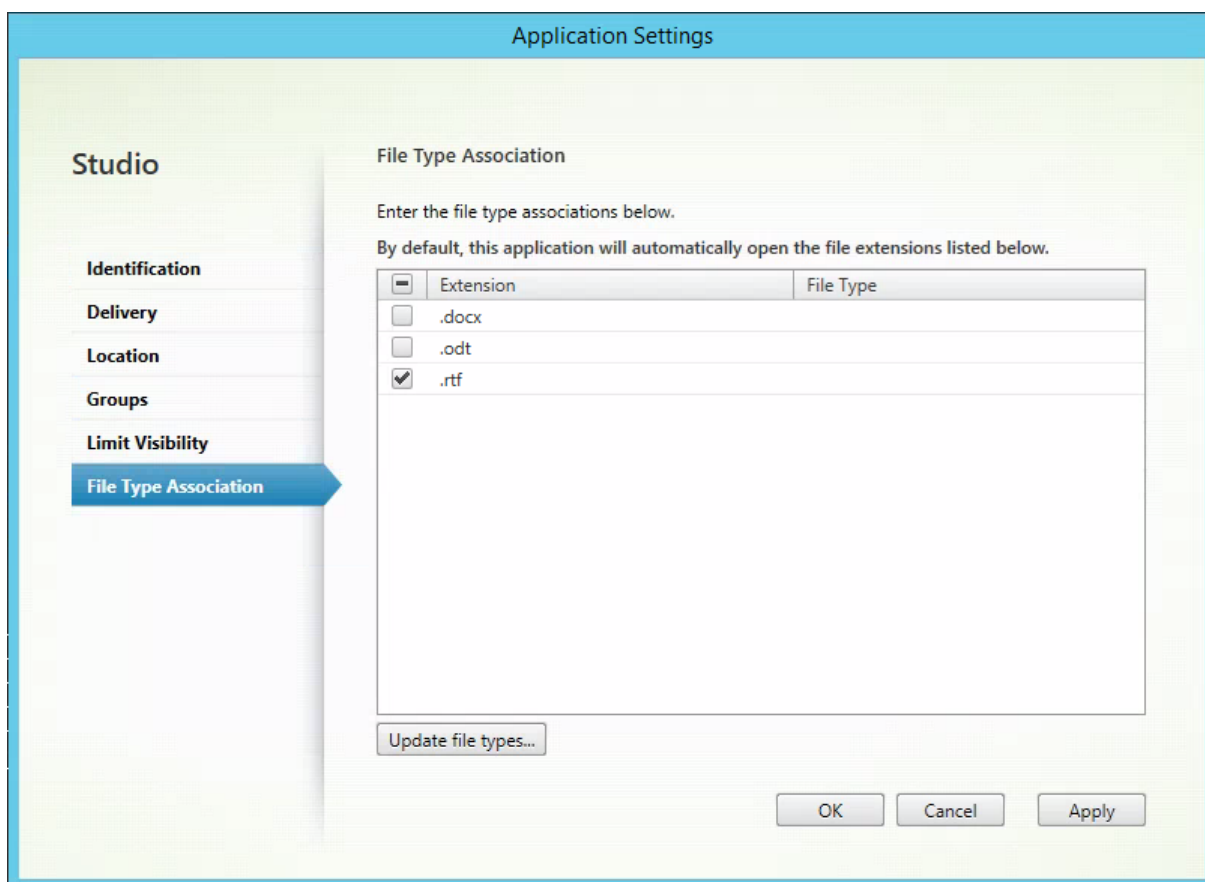 Application Settings
Studio
Identification
Delivery
Location
Groups
Limit Visibility
File Type Association
File Type Association
Enter the file type associations below.
By default, this application will automatically open the file extensions listed below.
Extension File Type
.docx
.odt
.rtf
Update file types...
OK Cancel Apply